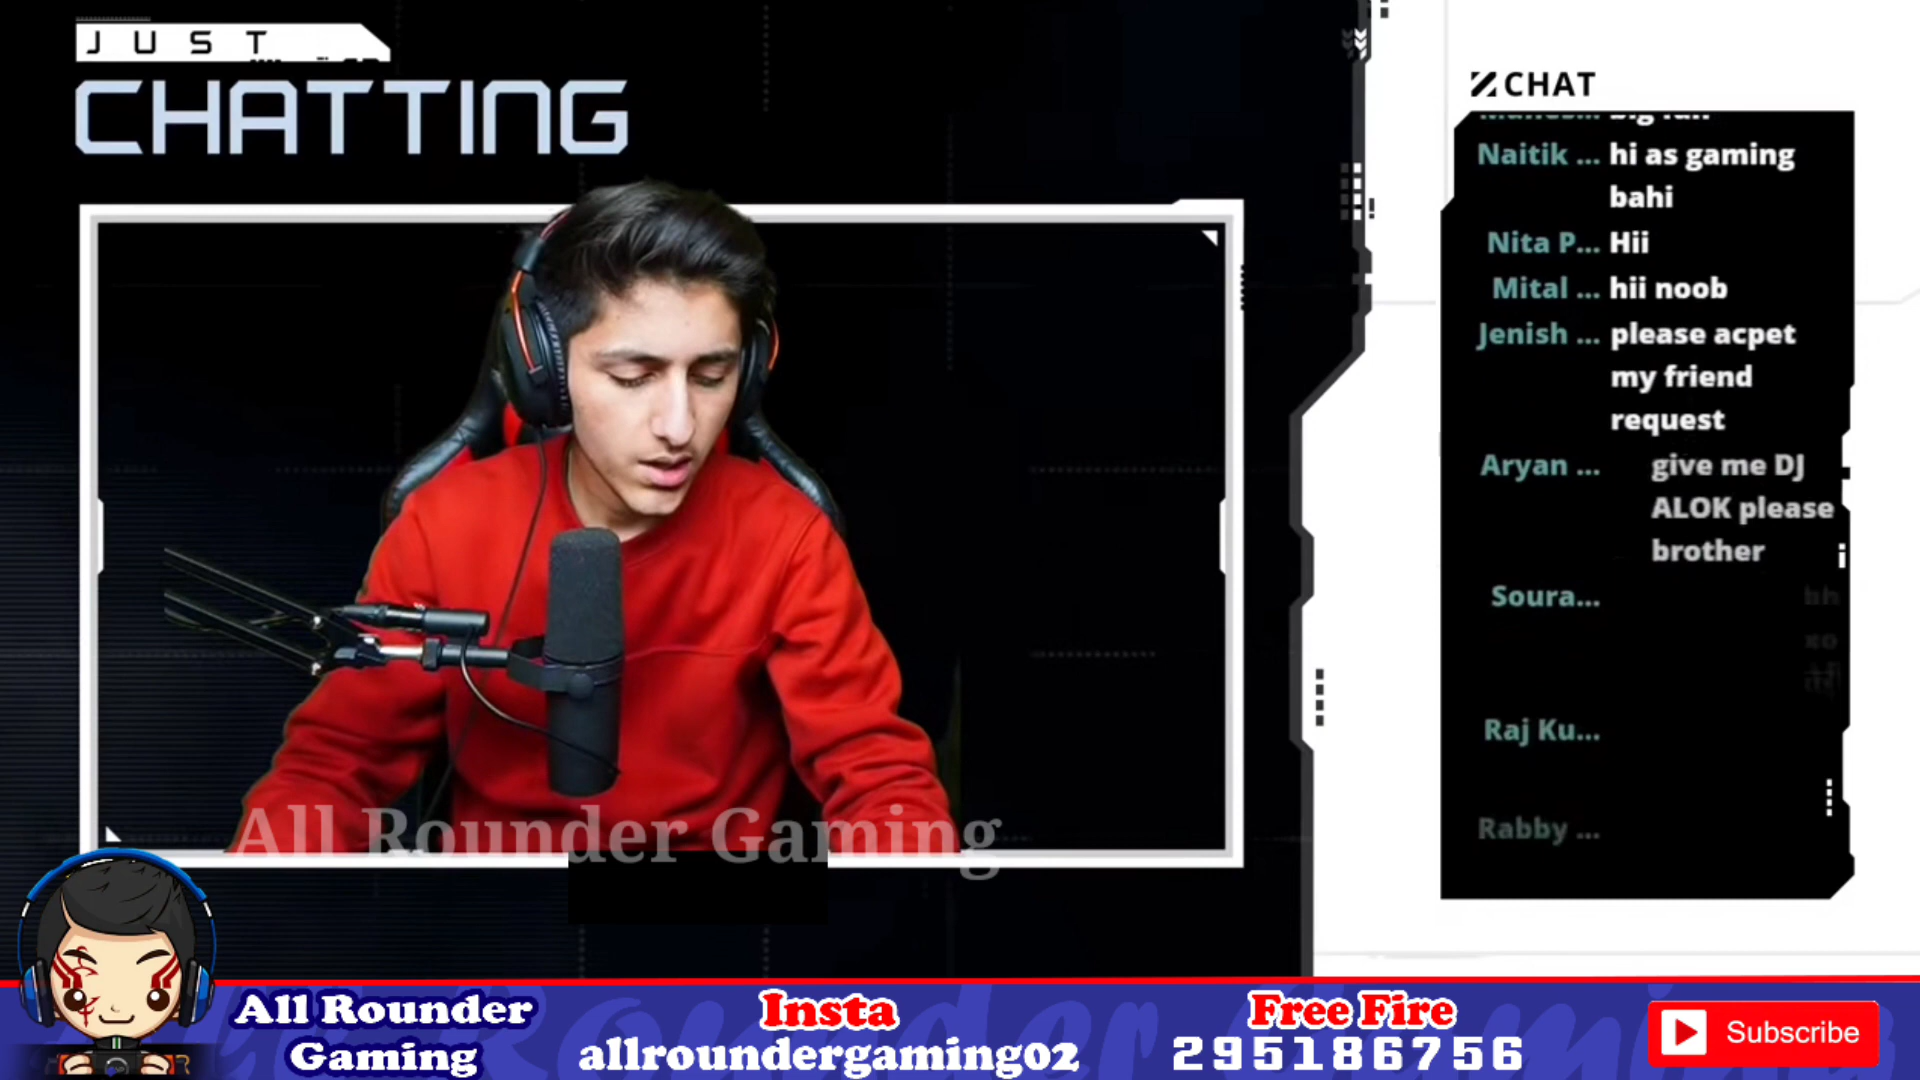 JUST
CHATTING
CHAT
big fan
Naitik ... hi as gaming
bahi
Nita P... Hii
Mital ... hii noob
Jenish ... please acpet
my friend
request
Aryan ... give me DJ
ALOK please
brother
Soura...
Raj Ku...
Rabby ...
All Rounder Gaming
All Rounder
Gaming
Insta
allroundergaming02
Free Fire
295186756
Subscribe